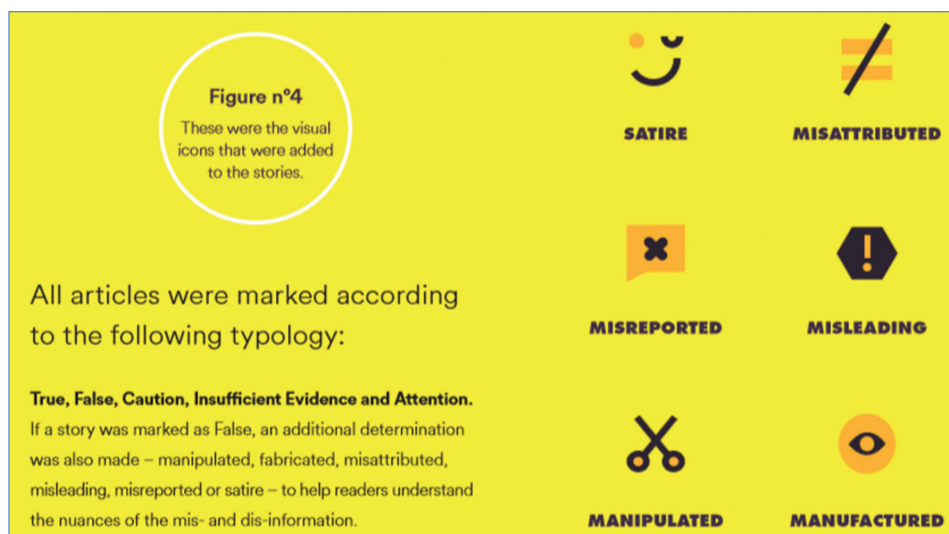 Figure nº4
These were the visual
icons that were added
to the stories.
All articles were marked according
to the following typology:
True, False, Caution, Insufficient Evidence and Attention.
If a story was marked as False, an additional determination
was also made – manipulated, fabricated, misattributed,
misleading, misreported or satire – to help readers understand
the nuances of the mis- and dis-information.
SATIRE
MISATTRIBUTED
MISREPORTED
MISLEADING
MANIPULATED
MANUFACTURED